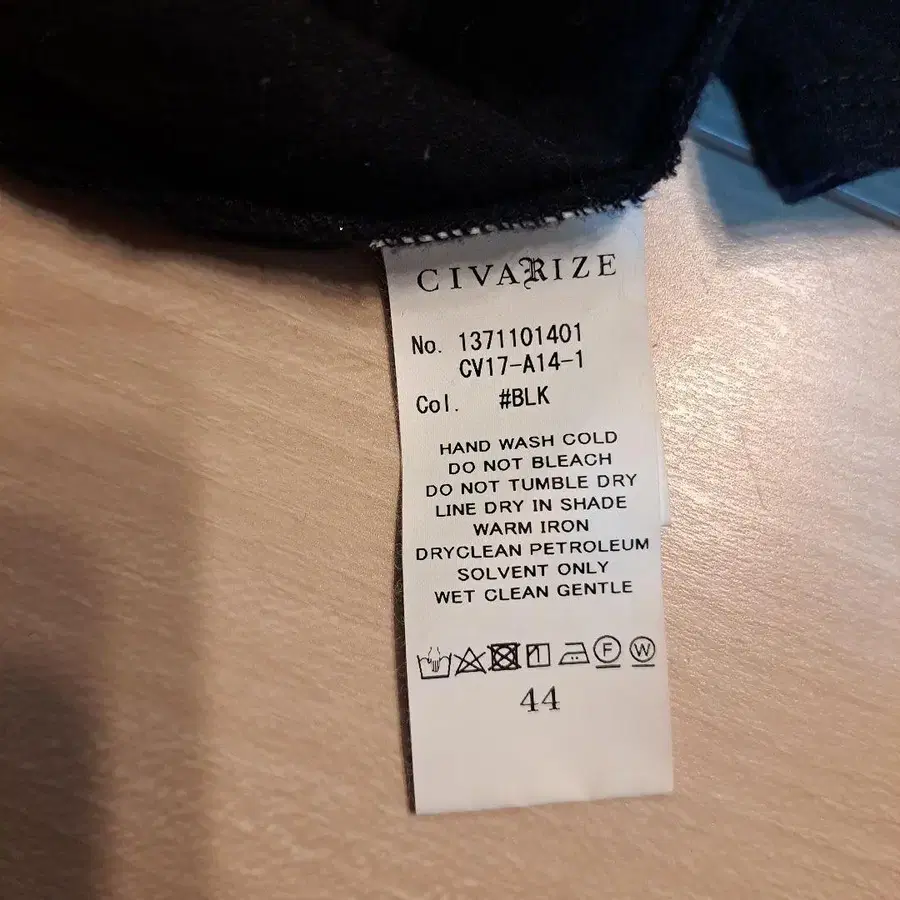 CIVARIZE
No. 1371101401
CV17-A14-1
Col. #BLK
HAND WASH COLD
DO NOT BLEACH
DO NOT TUMBLE DRY
LINE DRY IN SHADE
WARM IRON
DRYCLEAN PETROLEUM
SOLVENT ONLY
WET CLEAN GENTLE
F W
44